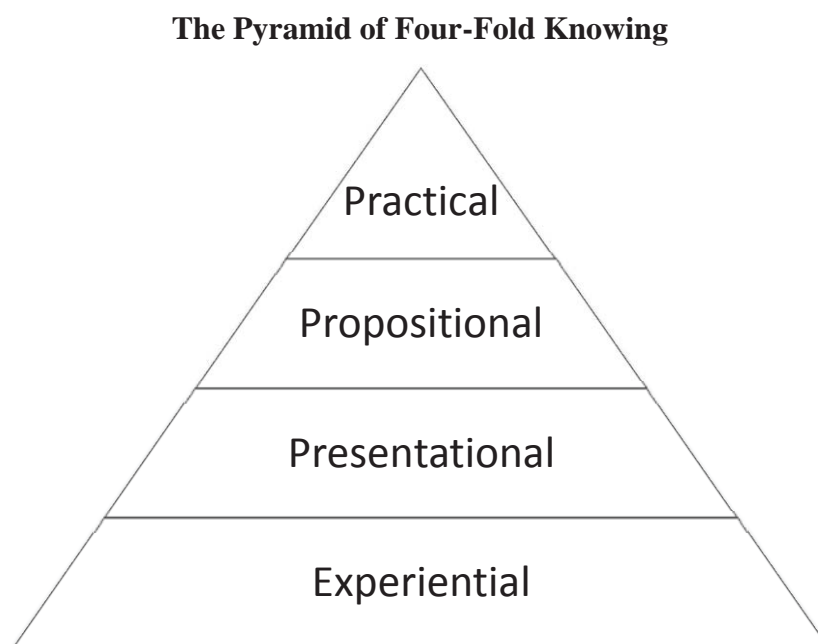 The Pyramid of Four-Fold Knowing
Practical
Propositional
Presentational
Experiential